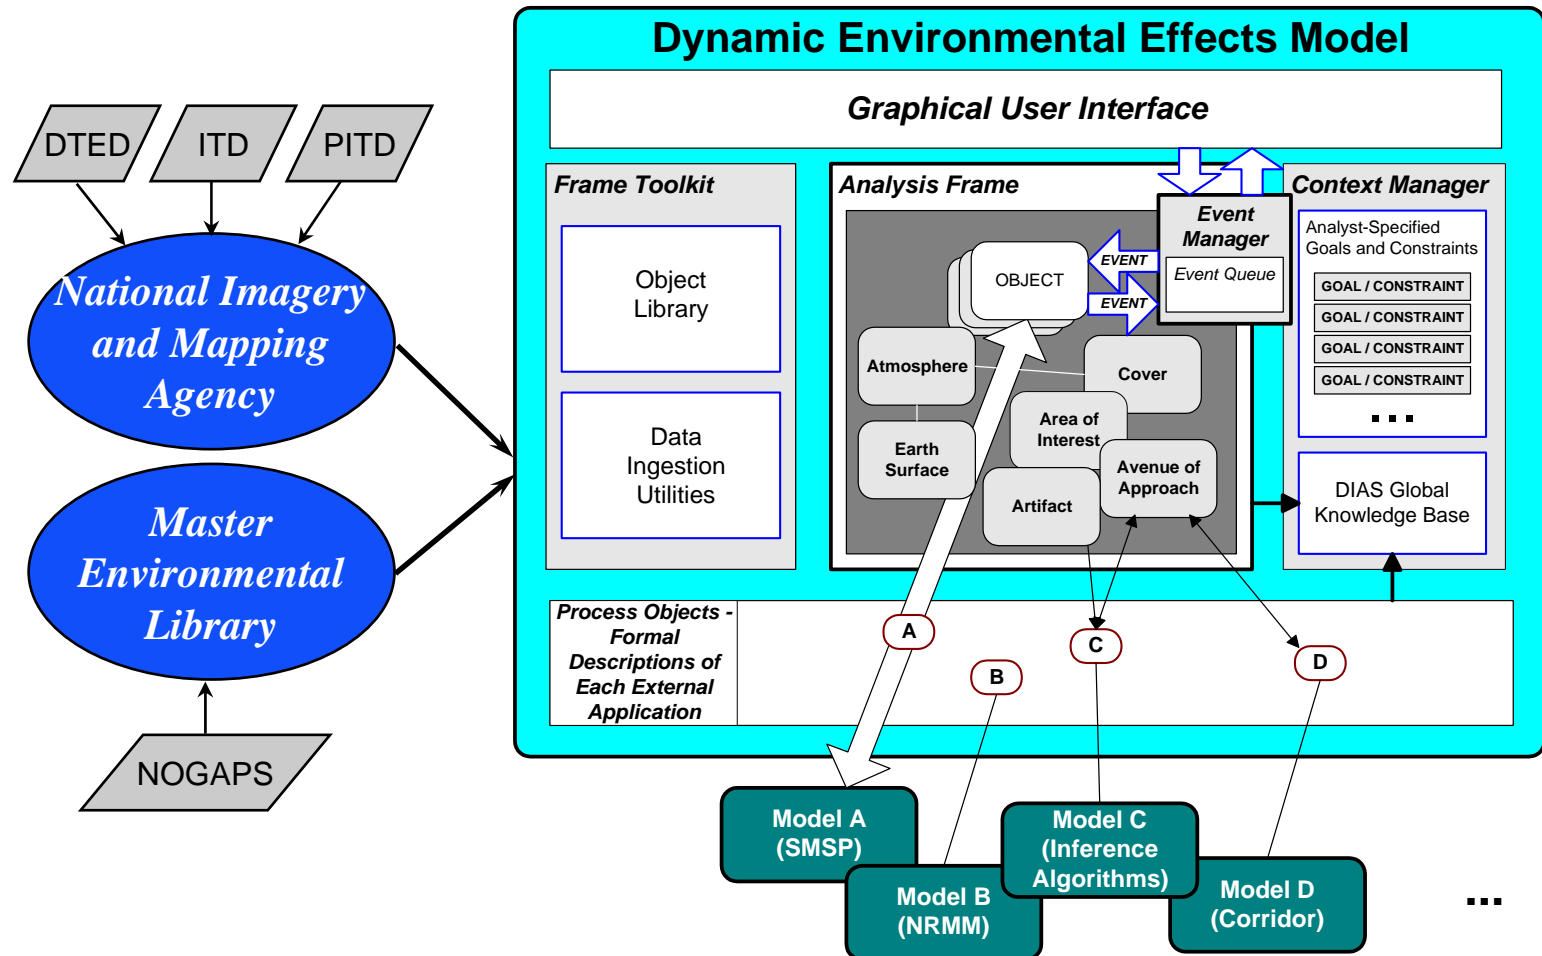 Dynamic Environmental Effects Model
Graphical User Interface
DTED
ITD
PITD
National Imagery
and Mapping
Agency
Master
Environmental
Library
NOGAPS
Frame Toolkit
Object
Library
Data
Ingestion
Utilities
Analysis Frame
OBJECT
EVENT
EVENT
Event
Manager
Event Queue
Atmosphere
Cover
Area of
Interest
Earth
Surface
Avenue of
Approach
Artifact
Context Manager
Analyst-Specified
Goals and Constraints
GOAL / CONSTRAINT
GOAL / CONSTRAINT
GOAL / CONSTRAINT
GOAL / CONSTRAINT
...
DIAS Global
Knowledge Base
Process Objects -
Formal
Descriptions of
Each External
Application
A
B
C
D
Model A
(SMSP)
Model B
(NRMM)
Model C
(Inference
Algorithms)
Model D
(Corridor)
...